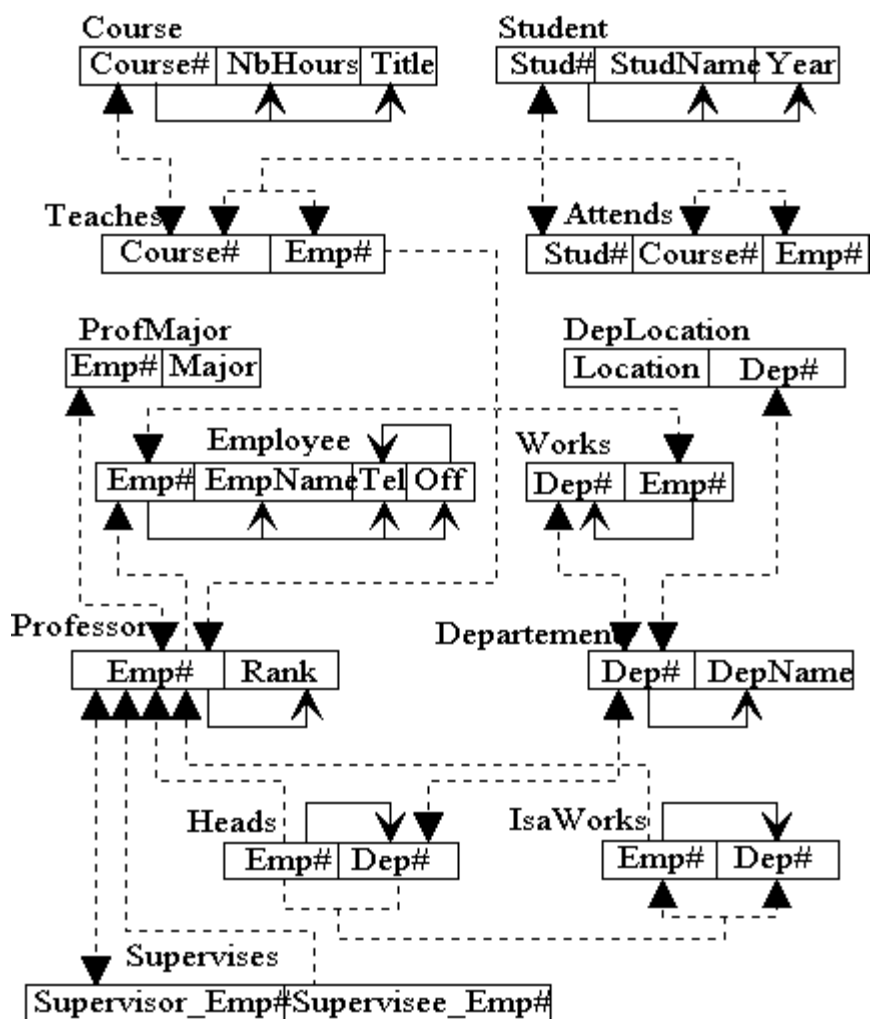 Course
Course# NbHours Title
Student
Stud# StudName Year
Teaches
Course# Emp#
Attends
Stud# Course# Emp#
ProfMajor
Emp# Major
DepLocation
Location Dep#
Employee
Emp# EmpName Tel Off
Works
Dep# Emp#
Professor
Emp# Rank
Departement
Dep# DepName
Heads
Emp# Dep#
IsaWorks
Emp# Dep#
Supervises
Supervisor_Emp# Supervisee_Emp#